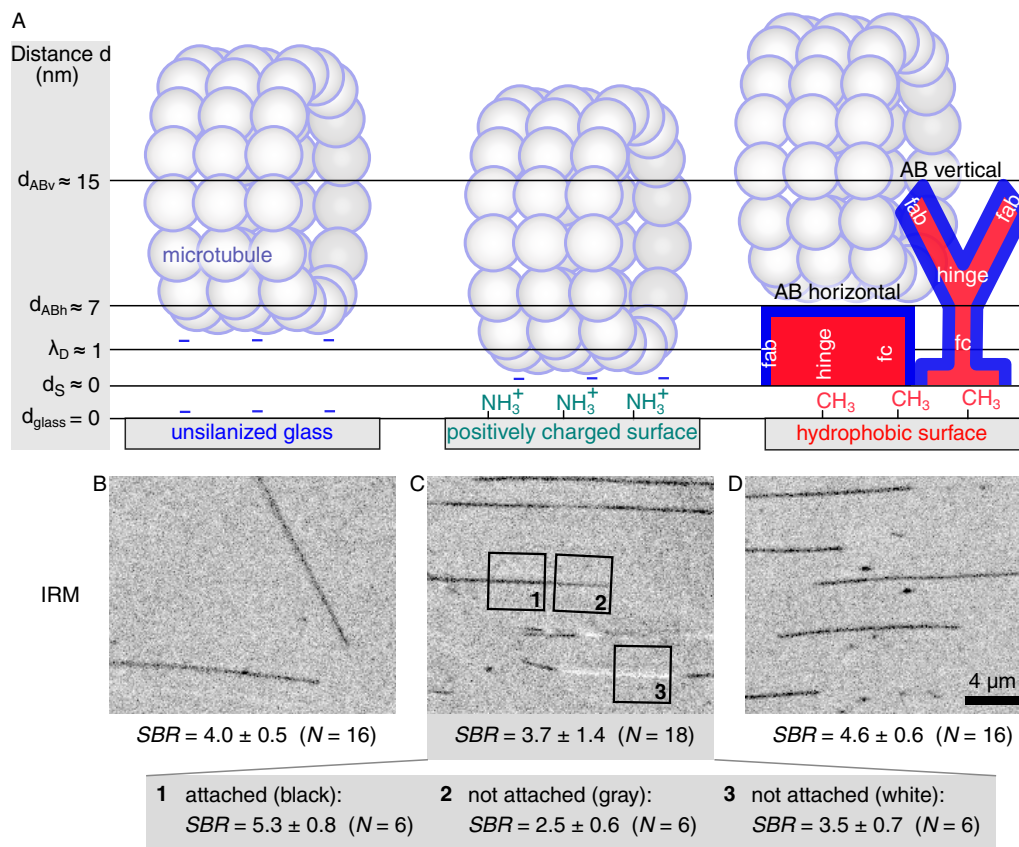 A
Distance d
(nm)
d_ABv ≈ 15
d_ABh ≈ 7
λ_D ≈ 1
d_S ≈ 0
d_glass = 0
microtubule
AB vertical
fab
fab
hinge
fc
AB horizontal
fab
hinge
fc
– – –
– – –
– – –
NH₃⁺ NH₃⁺ NH₃⁺
CH₃ CH₃ CH₃
unsilanized glass
positively charged surface
hydrophobic surface
B
C
D
IRM
1
2
3
4 µm
SBR = 4.0 ± 0.5 (N = 16)
SBR = 3.7 ± 1.4 (N = 18)
SBR = 4.6 ± 0.6 (N = 16)
1 attached (black):
SBR = 5.3 ± 0.8 (N = 6)
2 not attached (gray):
SBR = 2.5 ± 0.6 (N = 6)
3 not attached (white):
SBR = 3.5 ± 0.7 (N = 6)